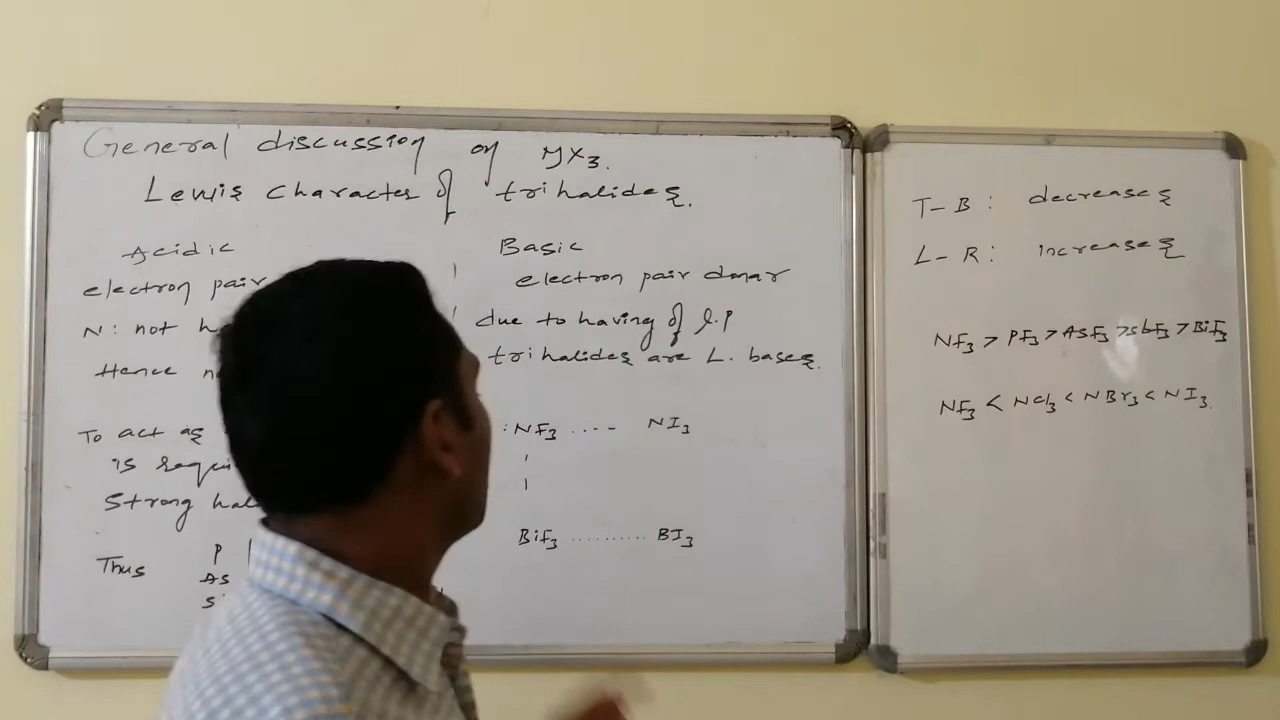 General discussion on MX3.
Lewis character of trihalides.
Acidic
electron pair
N: not
Hence
To act as
is
Strong
Thus P
As
Basic
electron pair donar
due to having of l.p
trihalides are L. bases.
:NF3 .... NI3
BiF3 .......... BI3
T-B: decreases
L-R: increases
NF3 > PF3 > AsF3 > sbF3 > BiF3
NF3 < NCl3 < NBr3 < NI3.